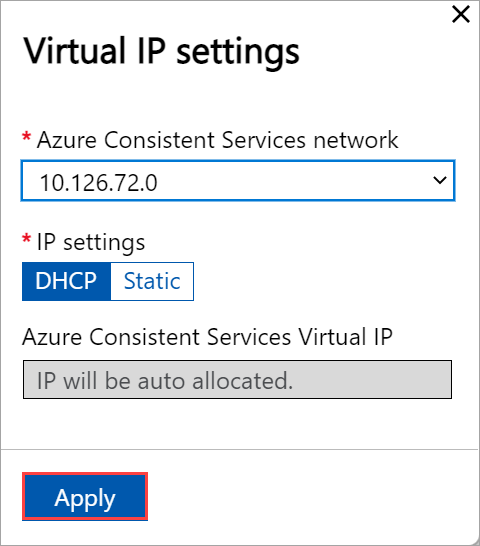 Virtual IP settings
* Azure Consistent Services network
10.126.72.0
* IP settings
DHCP Static
Azure Consistent Services Virtual IP
IP will be auto allocated.
Apply